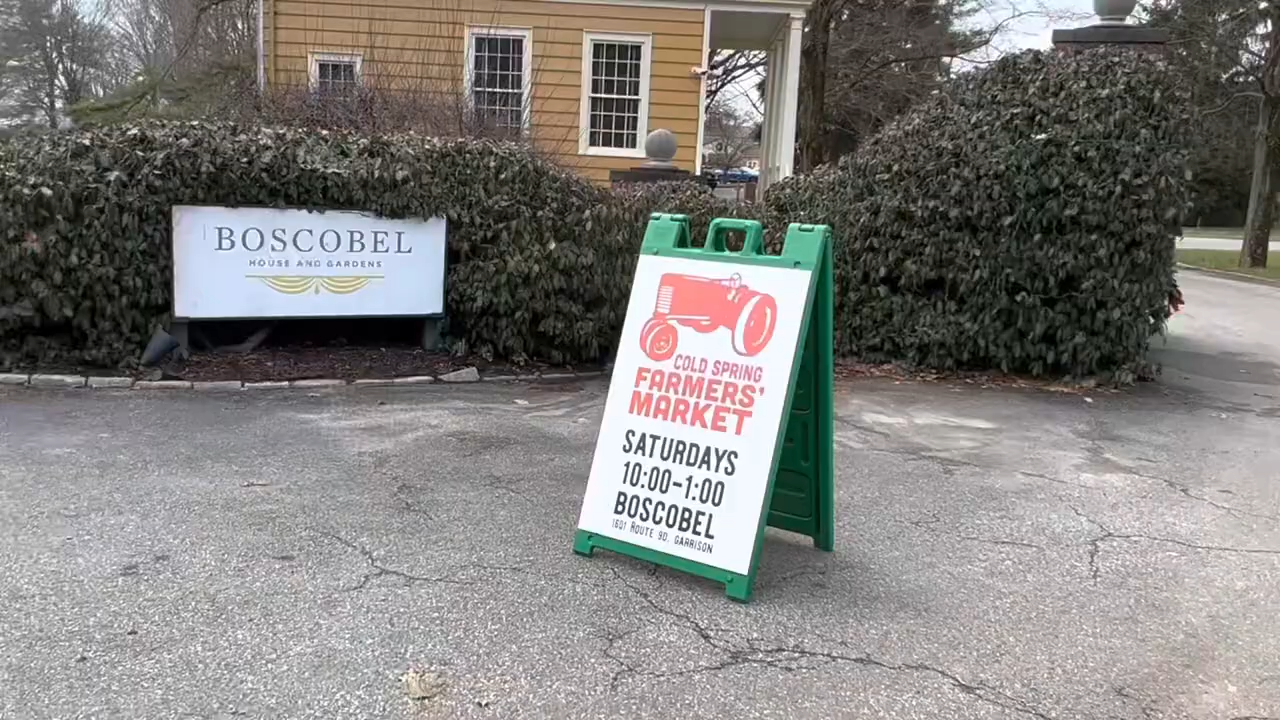 BOSCOBEL
HOUSE AND GARDENS
COLD SPRING
FARMERS'
MARKET
SATURDAYS
10:00-1:00
BOSCOBEL
1601 ROUTE 9D, GARRISON